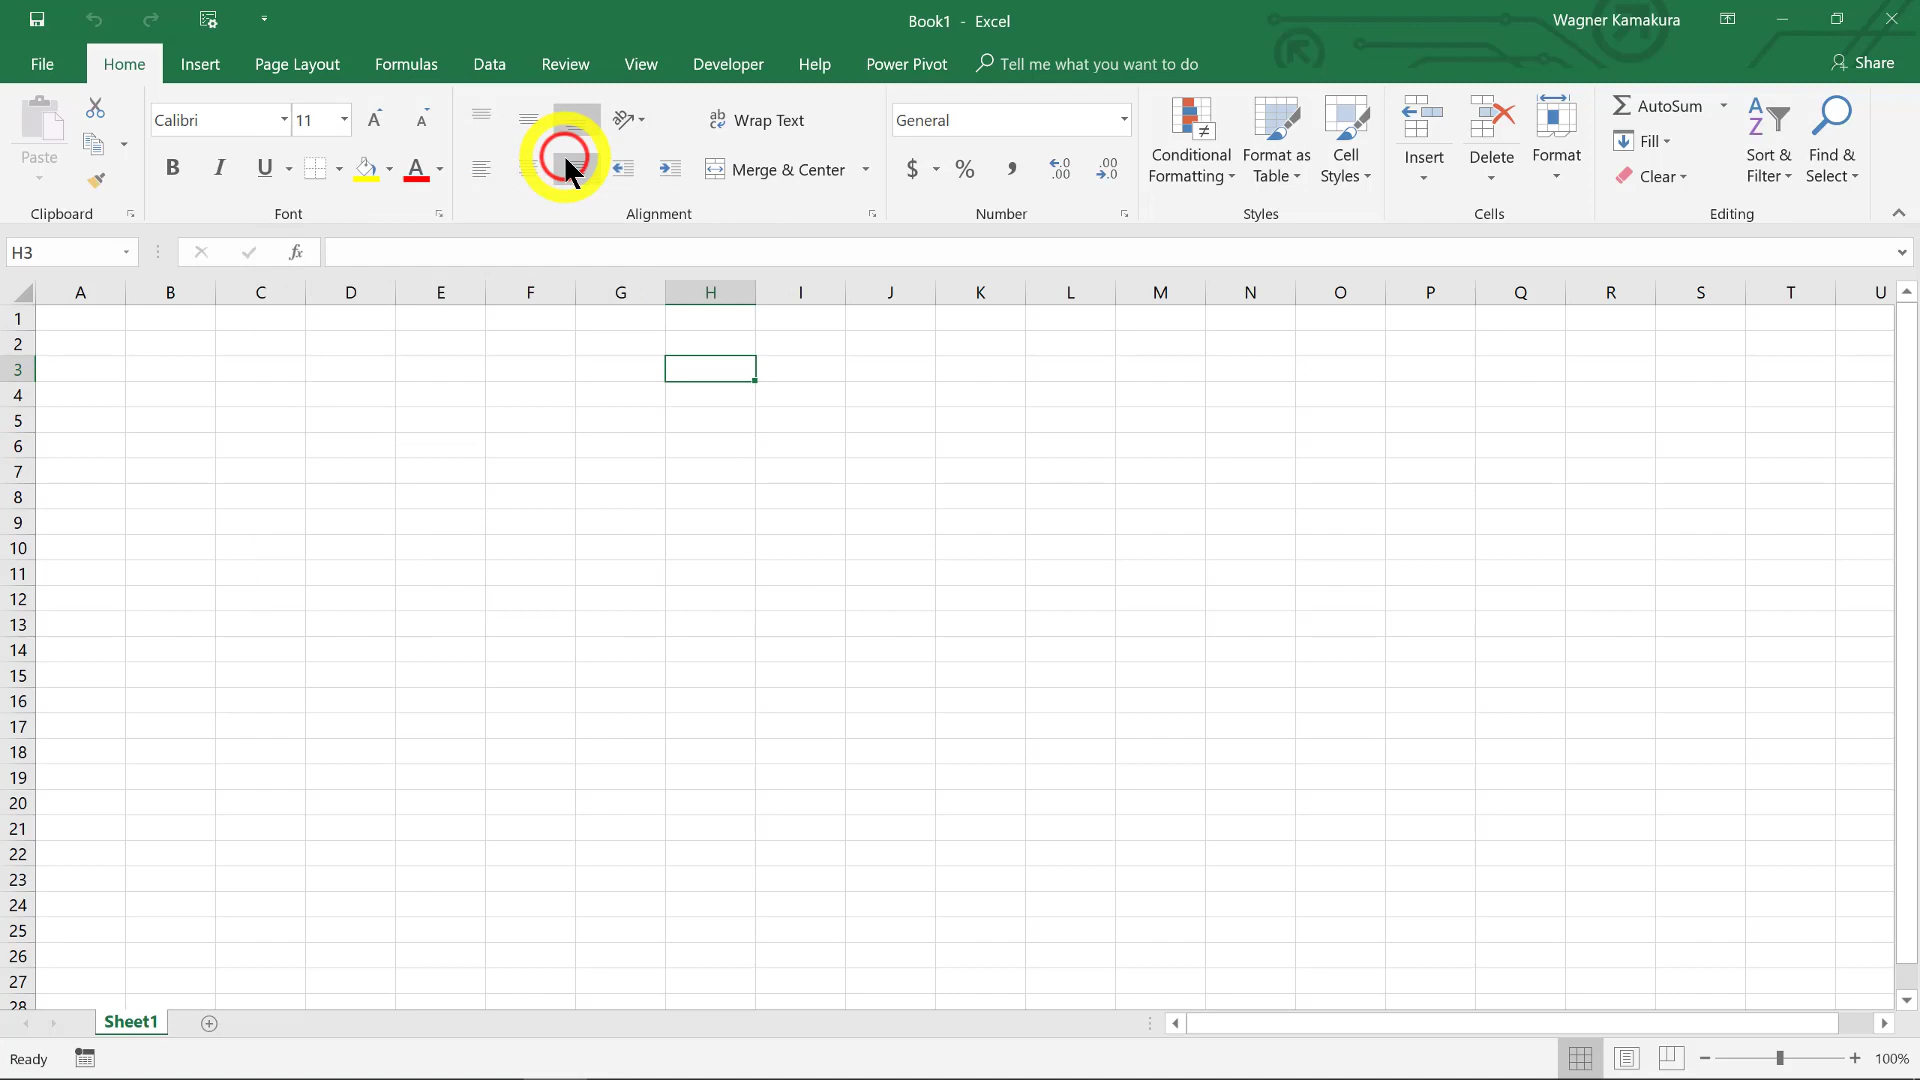 Book1 - Excel
Wagner Kamakura
File Home Insert Page Layout Formulas Data Review View Developer Help Power Pivot Tell me what you want to do Share
Calibri 11 Wrap Text General AutoSum
Paste Conditional Formatting Format as Table Cell Styles Insert Delete Format Fill Sort & Filter Find & Select
B I U A Merge & Center $ % , Clear
Clipboard Font Alignment Number Styles Cells Editing
H3 fx
A B C D E F G H I J K L M N O P Q R S T U
1
2
3
4
5
6
7
8
9
10
11
12
13
14
15
16
17
18
19
20
21
22
23
24
25
26
27
28
Sheet1
Ready 100%